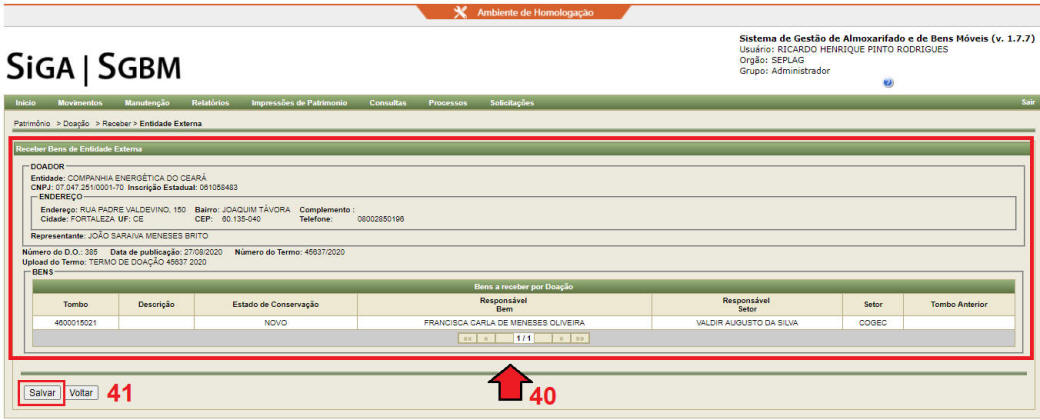 Ambiente de Homologação
SiGA | SGBM
Sistema de Gestão de Almoxarifado e de Bens Móveis (v. 1.7.7)
Usuário: RICARDO HENRIQUE PINTO RODRIGUES
Orgão: SEPLAG
Grupo: Administrador
Início Movimentos Manutenção Relatórios Impressões de Patrimonio Consultas Processos Solicitações Sair
Patrimônio > Doação > Receber > Entidade Externa
Receber Bens de Entidade Externa
DOADOR
Entidade: COMPANHIA ENERGÉTICA DO CEARÁ
CNPJ: 07.047.251/0001-70 Inscrição Estadual: 061058483
ENDEREÇO
Endereço: RUA PADRE VALDEVINO, 150 Bairro: JOAQUIM TÁVORA Complemento :
Cidade: FORTALEZA UF: CE CEP: 60.135-040 Telefone: 08002850196
Representante: JOÃO SARAIVA MENESES BRITO
Número do D.O.: 385 Data de publicação: 27/08/2020 Número do Termo: 45637/2020
Upload do Termo: TERMO DE DOAÇÃO 45637 2020
BENS
Bens a receber por Doação
Tombo Descrição Estado de Conservação Responsável Bem Responsável Setor Setor Tombo Anterior
4600015021 NOVO FRANCISCA CARLA DE MENESES OLIVEIRA VALDIR AUGUSTO DA SILVA COGEC
«« « 1/1 » »»
40
Salvar Voltar 41